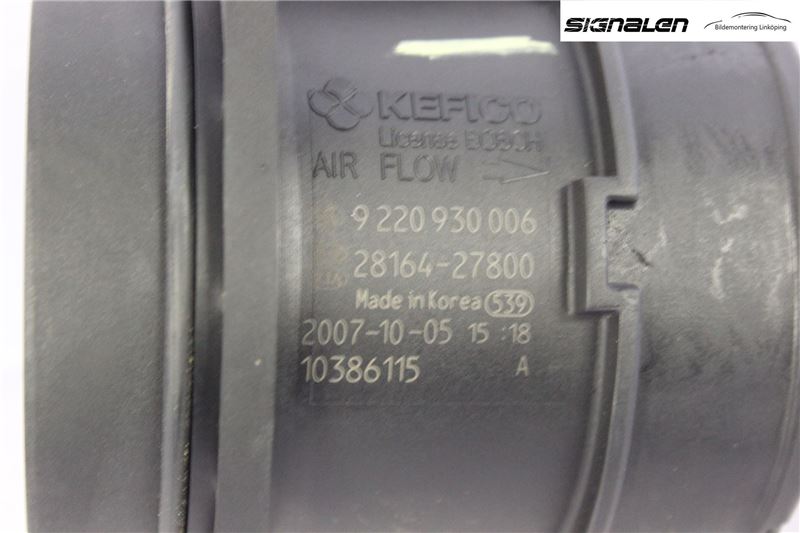 SIGNALEN
Bildemontering Linköping
KEFICO
License BOSCH
AIR FLOW
9 220 930 006
28164-27800
Made in Korea 539
2007-10-05 15:18
10386115 A